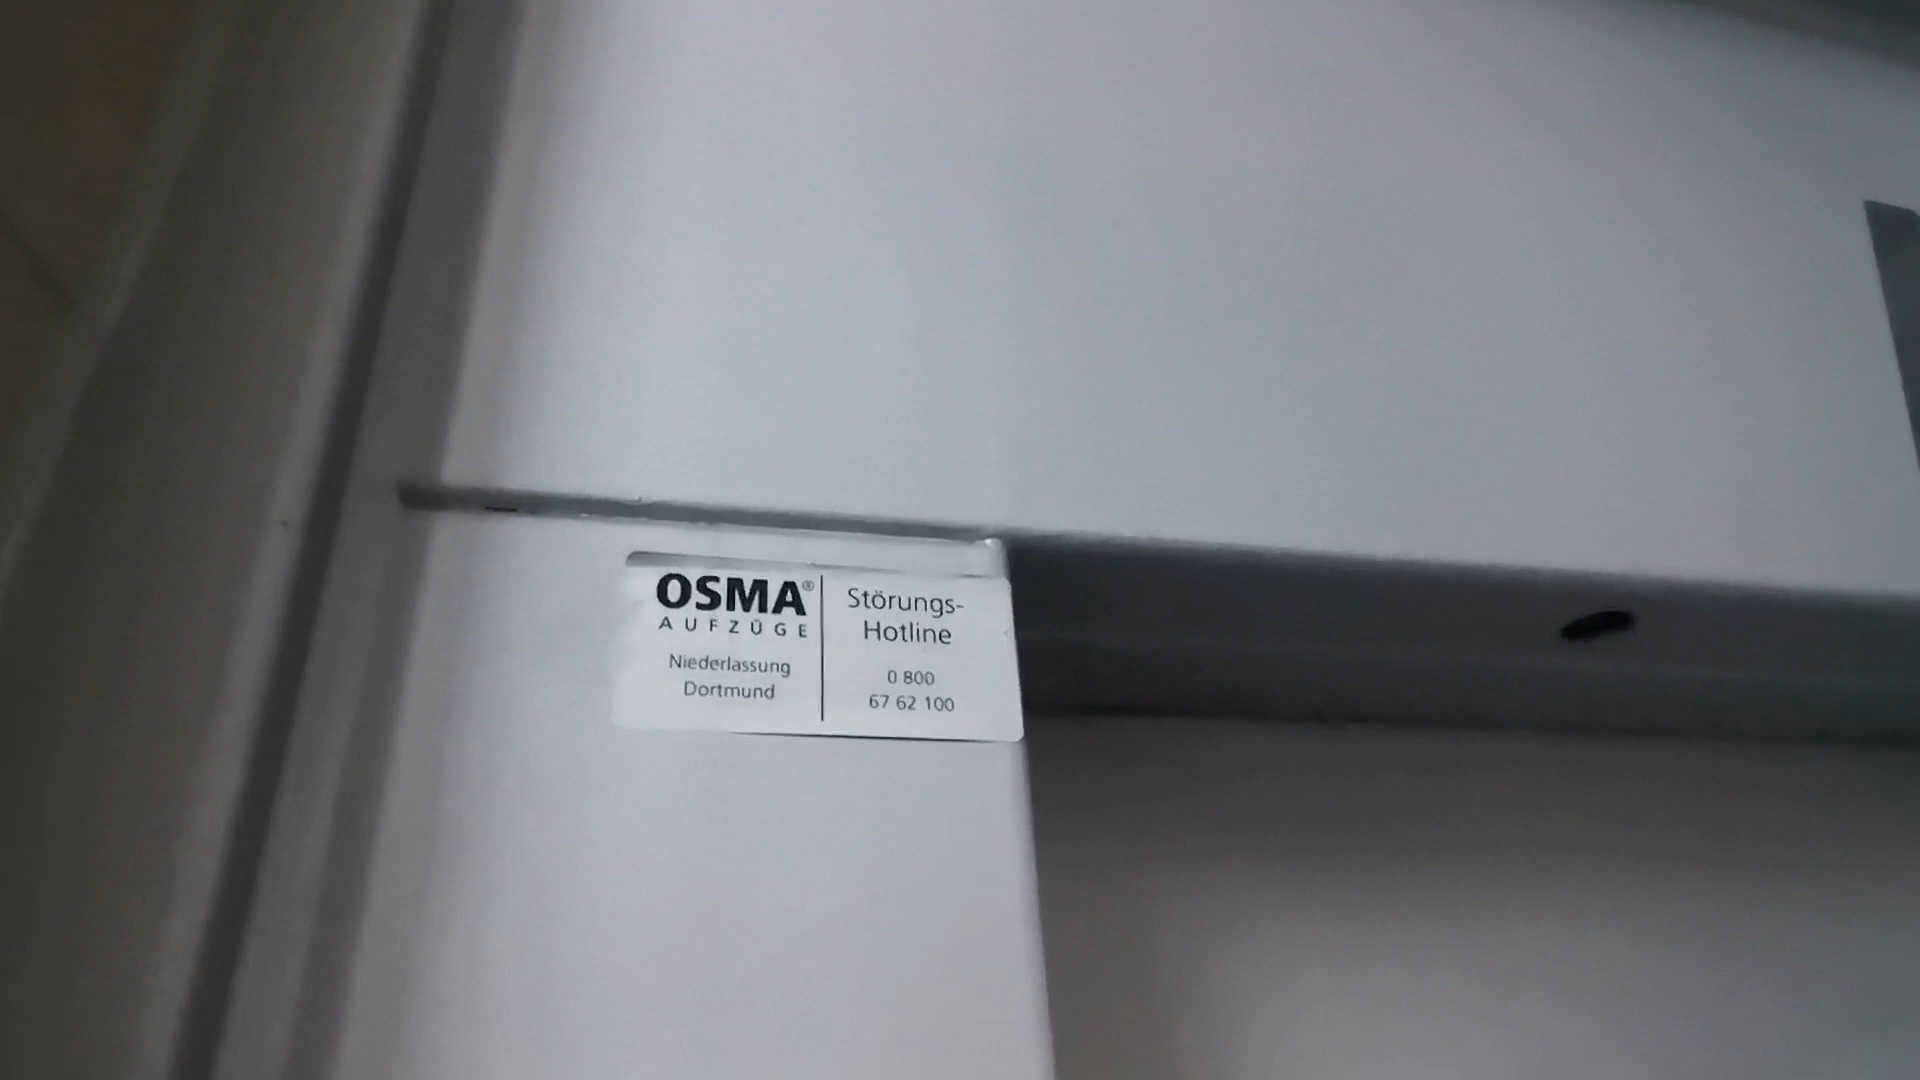 OSMA®
AUFZÜGE
Niederlassung
Dortmund
Störungs-
Hotline
0 800
67 62 100